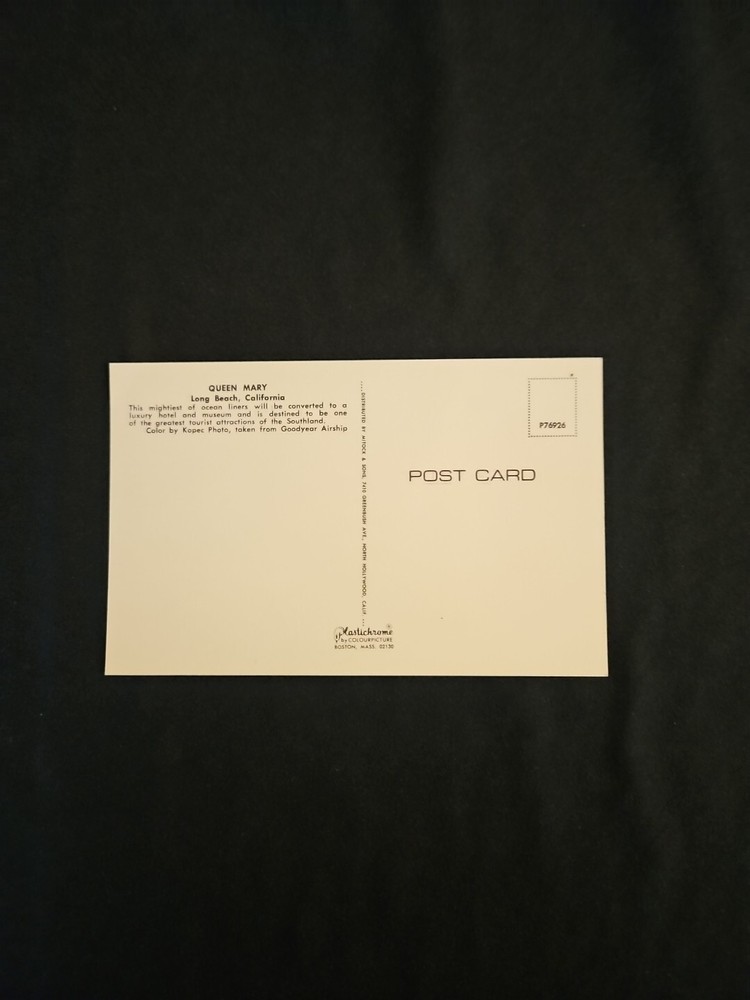 QUEEN MARY
Long Beach, California
This mightiest of ocean liners will be converted to a
luxury hotel and museum and is destined to be one
of the greatest tourist attractions of the Southland.
Color by Kopec Photo, taken from Goodyear Airship
....DISTRIBUTED BY MITOCK & SONS, 7410 GREENBUSH AVE., NORTH HOLLYWOOD, CALIF....
Plastichrome®
by COLOURPICTURE
BOSTON, MASS. 02130
P76926
POST CARD